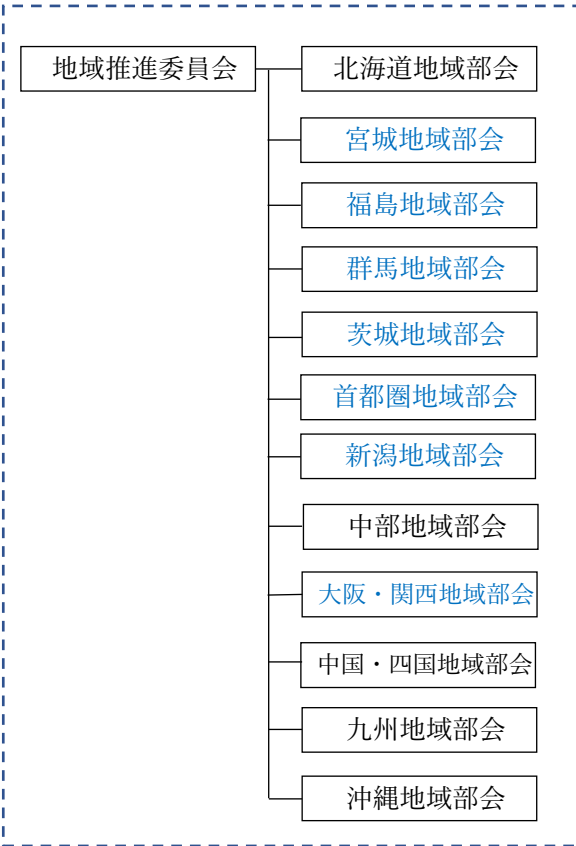 地域推進委員会
北海道地域部会
宮城地域部会
福島地域部会
群馬地域部会
茨城地域部会
首都圏地域部会
新潟地域部会
中部地域部会
大阪・関西地域部会
中国・四国地域部会
九州地域部会
沖縄地域部会